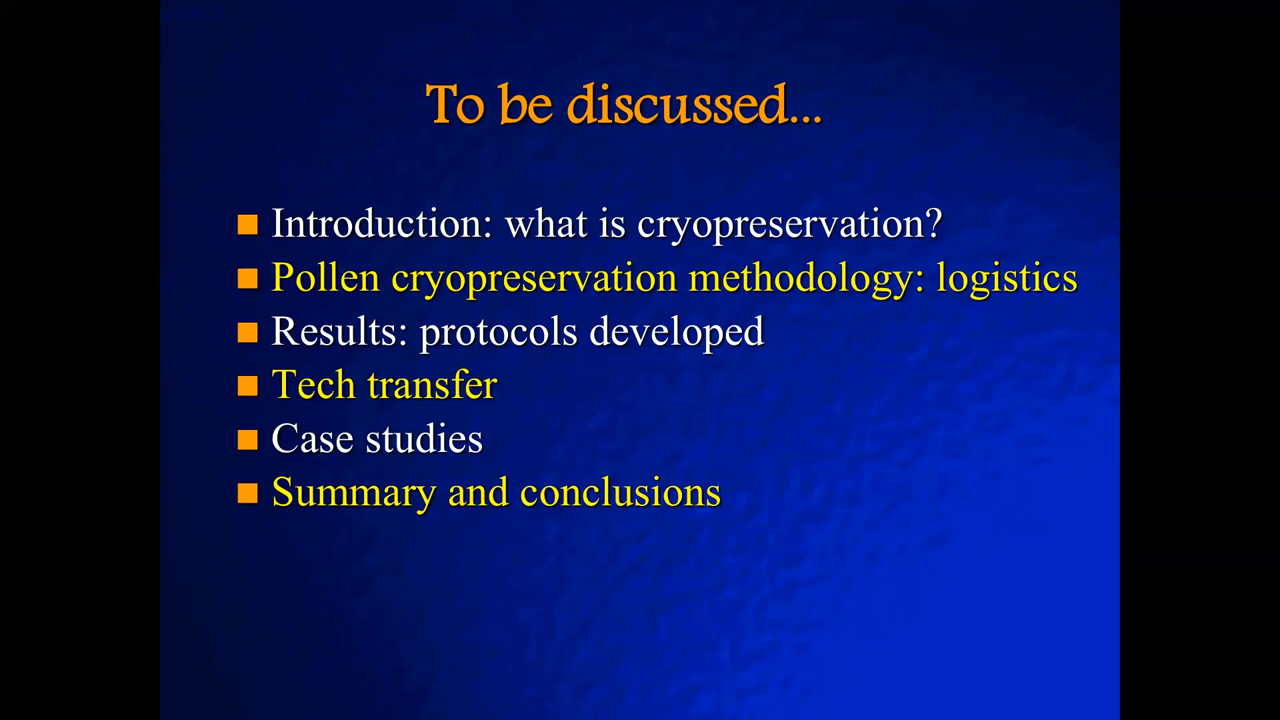 To be discussed...
Introduction: what is cryopreservation?
Pollen cryopreservation methodology: logistics
Results: protocols developed
Tech transfer
Case studies
Summary and conclusions